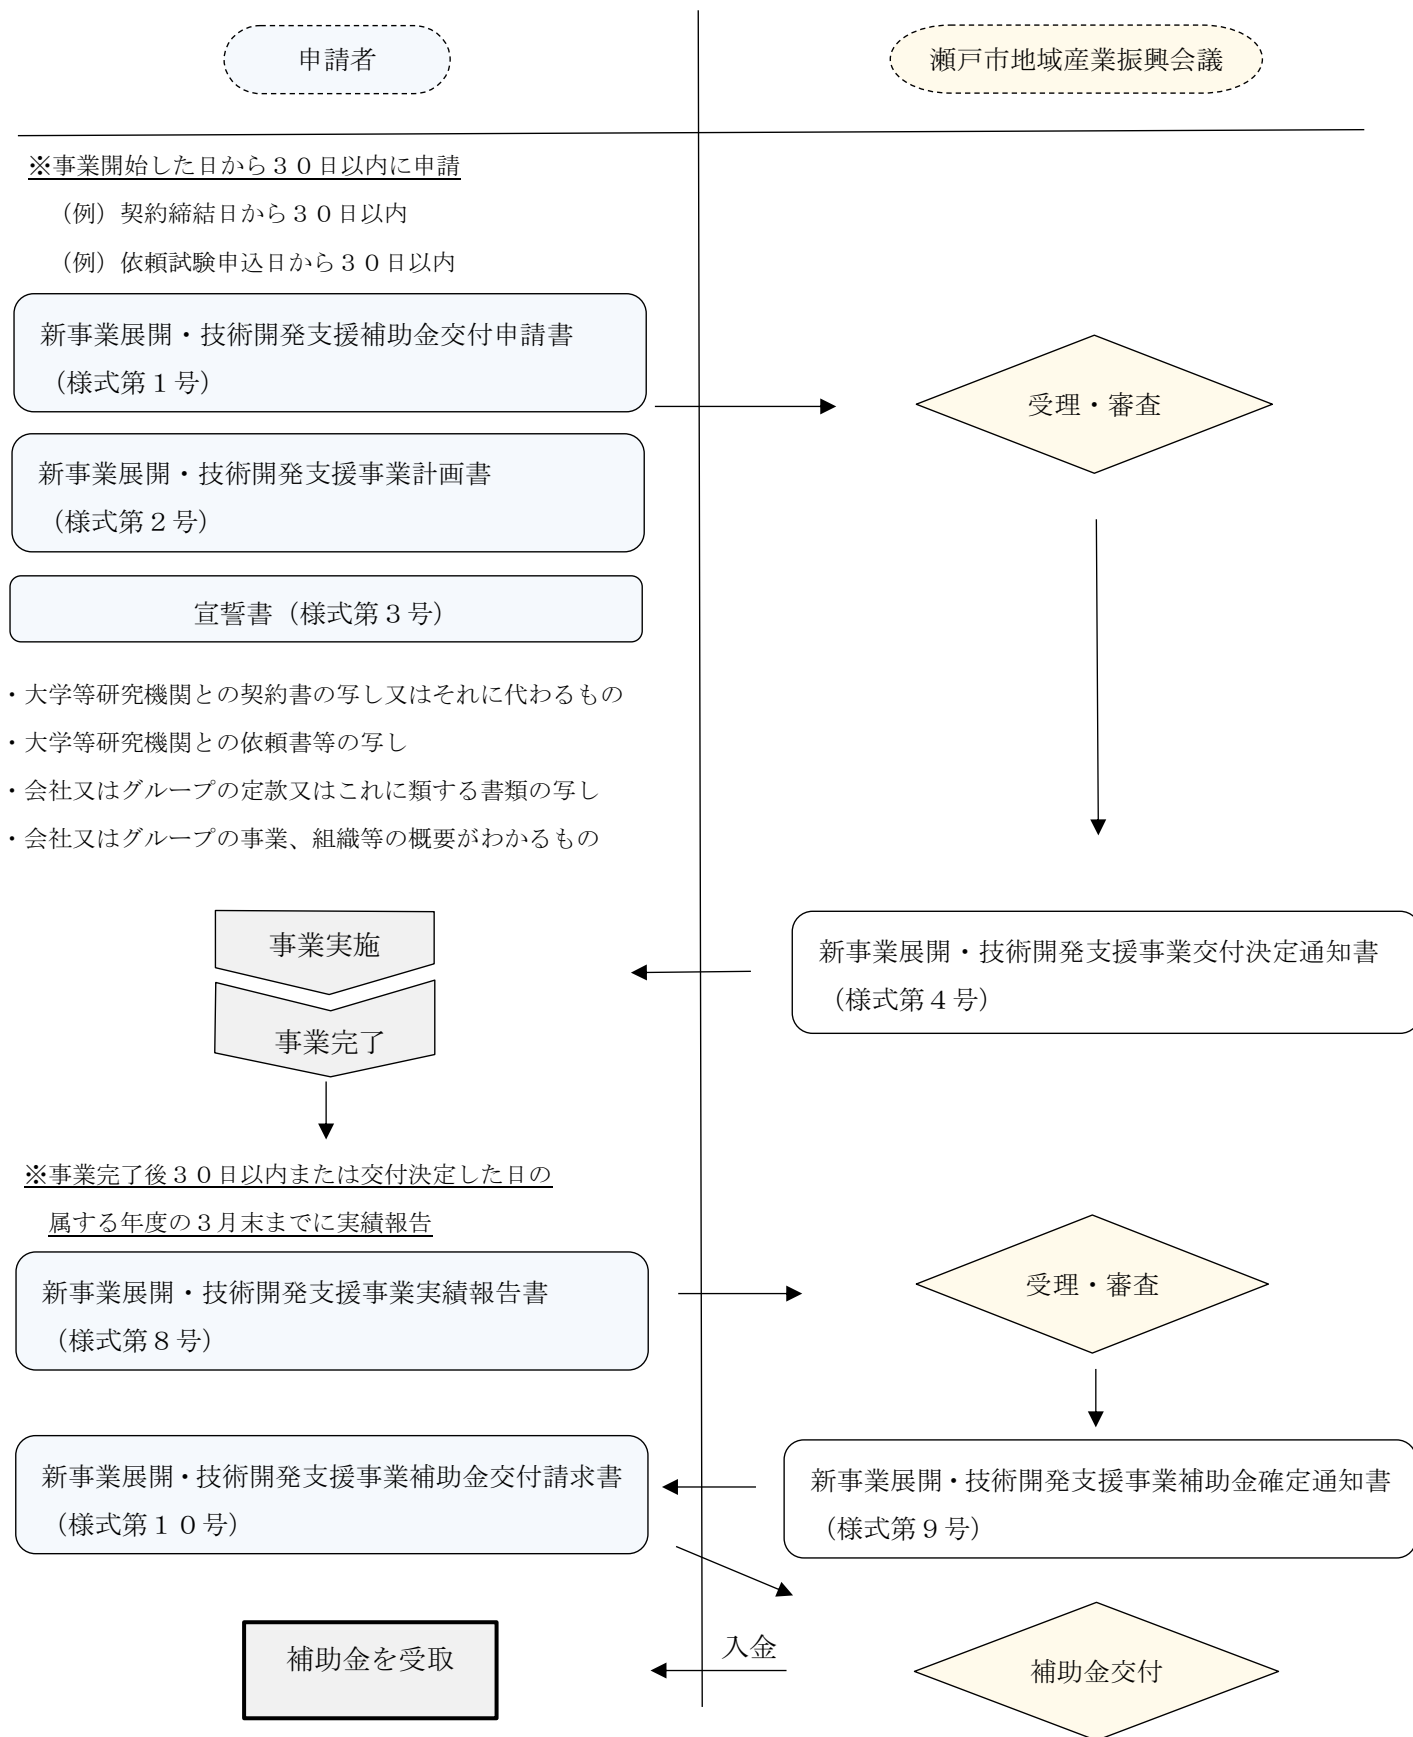 申請者
瀬戸市地域産業振興会議
※事業開始した日から３０日以内に申請
（例）契約締結日から３０日以内
（例）依頼試験申込日から３０日以内
新事業展開・技術開発支援補助金交付申請書
（様式第１号）
受理・審査
新事業展開・技術開発支援事業計画書
（様式第２号）
宣誓書（様式第３号）
・大学等研究機関との契約書の写し又はそれに代わるもの
・大学等研究機関との依頼書等の写し
・会社又はグループの定款又はこれに類する書類の写し
・会社又はグループの事業、組織等の概要がわかるもの
事業実施
新事業展開・技術開発支援事業交付決定通知書
（様式第４号）
事業完了
※事業完了後３０日以内または交付決定した日の
属する年度の３月末までに実績報告
新事業展開・技術開発支援事業実績報告書
（様式第８号）
受理・審査
新事業展開・技術開発支援事業補助金交付請求書
（様式第１０号）
新事業展開・技術開発支援事業補助金確定通知書
（様式第９号）
補助金を受取
入金
補助金交付